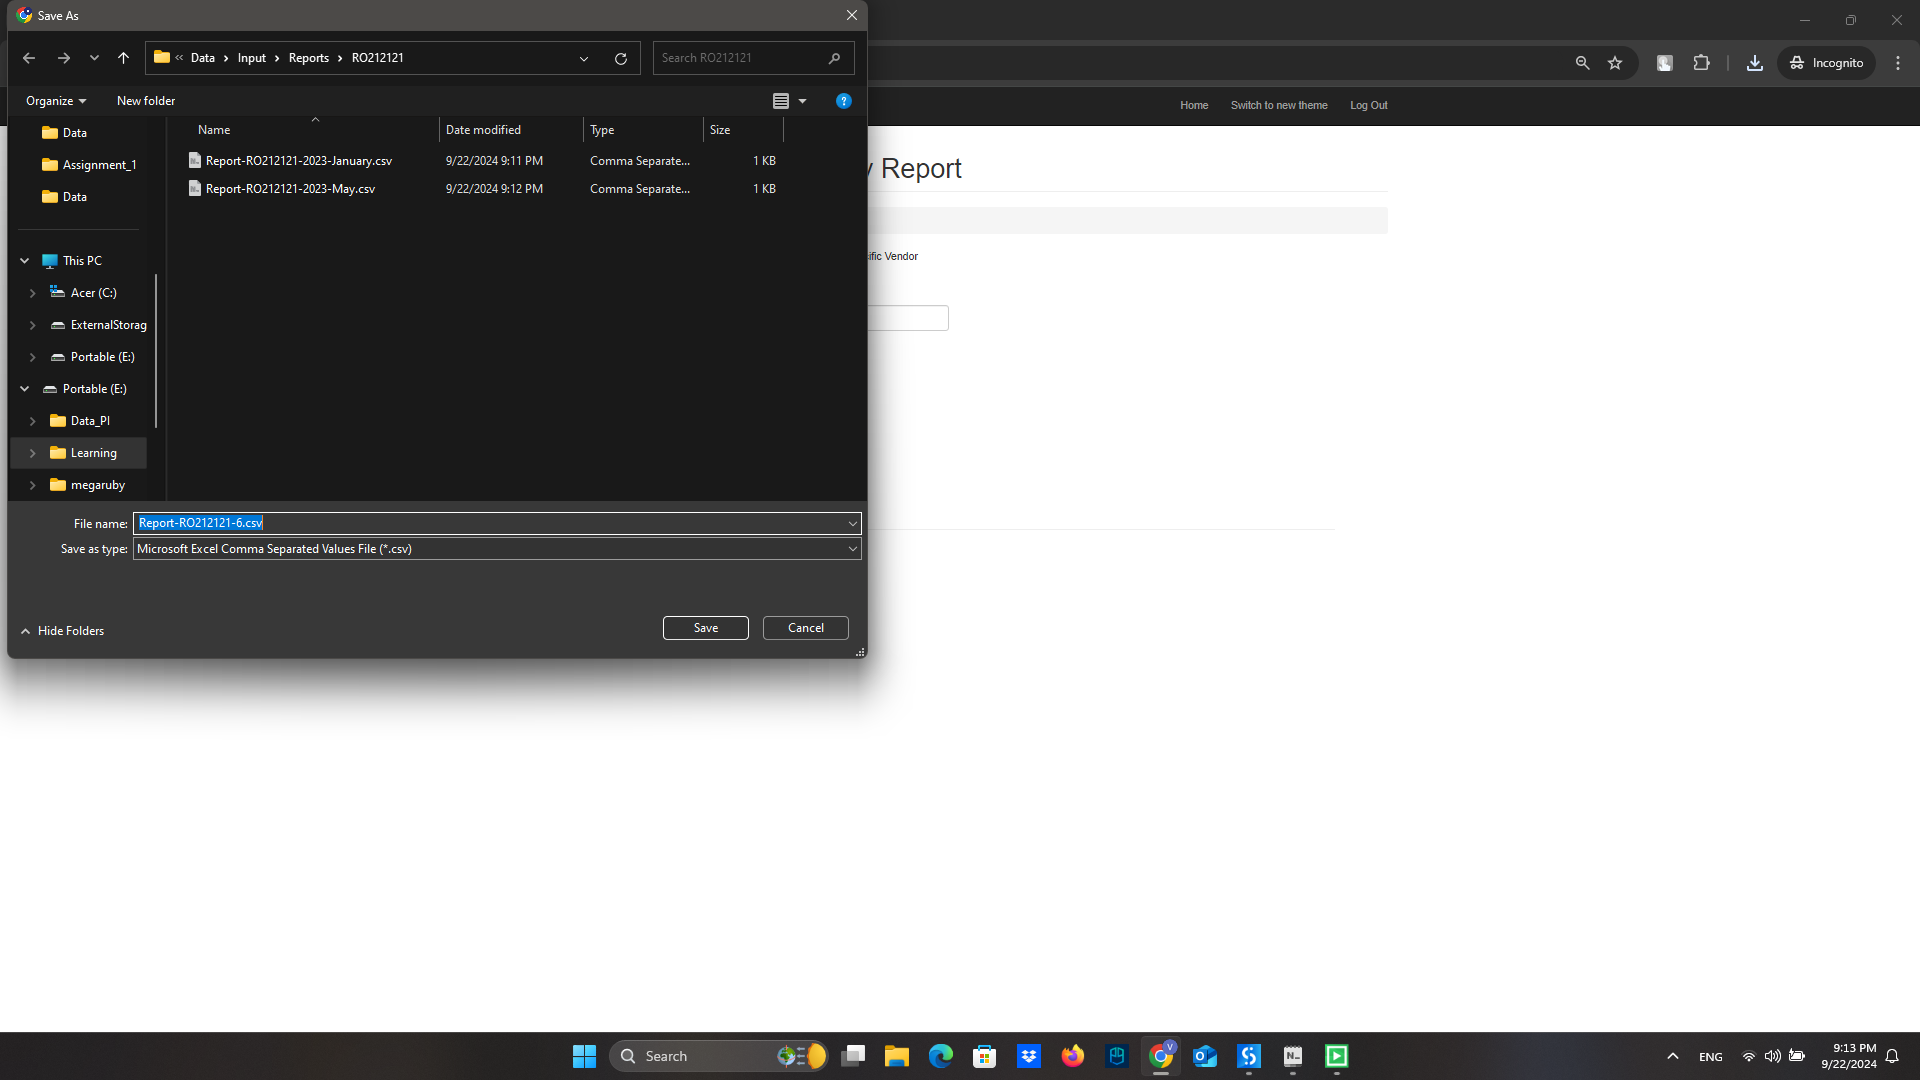 Save As
« Data › Input › Reports › RO212121
Search RO212121
Organize
New folder
?
Data
Assignment_1
Data
This PC
Acer (C:)
ExternalStorag
Portable (E:)
Portable (E:)
Data_PI
Learning
megaruby
Name Date modified Type Size
Report-RO212121-2023-January.csv 9/22/2024 9:11 PM Comma Separate... 1 KB
Report-RO212121-2023-May.csv 9/22/2024 9:12 PM Comma Separate... 1 KB
File name: Report-RO212121-6.csv
Save as type: Microsoft Excel Comma Separated Values File (*.csv)
Hide Folders
Save
Cancel
Incognito
Home Switch to new theme Log Out
y Report
ific Vendor
Search
V
N
ENG
9:13 PM
9/22/2024